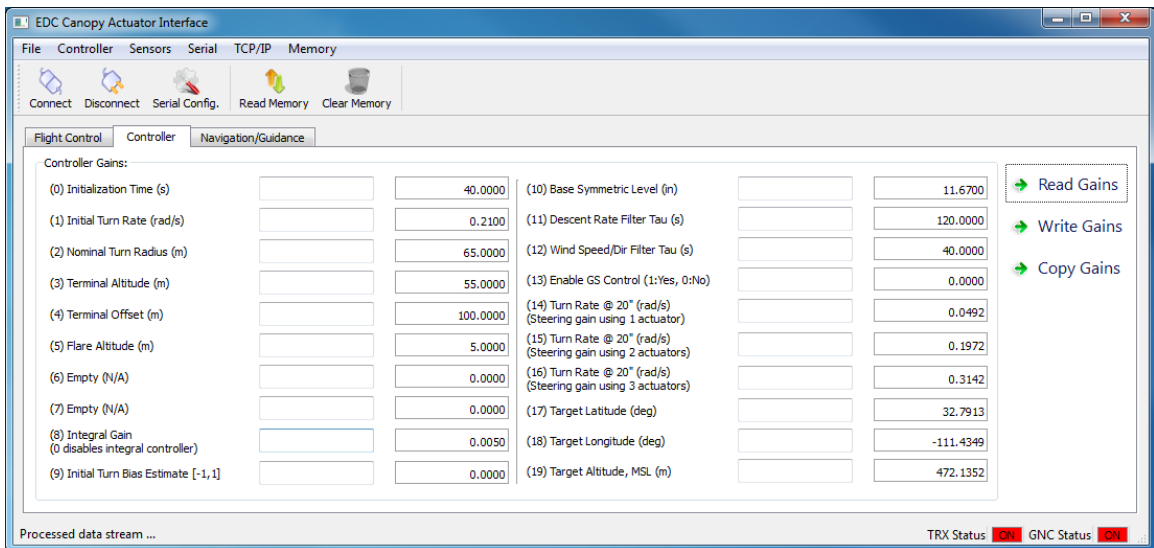 EDC Canopy Actuator Interface
File Controller Sensors Serial TCP/IP Memory
Connect Disconnect Serial Config. Read Memory Clear Memory
Flight Control Controller Navigation/Guidance
Controller Gains:
(0) Initialization Time (s) 40.0000
(1) Initial Turn Rate (rad/s) 0.2100
(2) Nominal Turn Radius (m) 65.0000
(3) Terminal Altitude (m) 55.0000
(4) Terminal Offset (m) 100.0000
(5) Flare Altitude (m) 5.0000
(6) Empty (N/A) 0.0000
(7) Empty (N/A) 0.0000
(8) Integral Gain
(0 disables integral controller) 0.0050
(9) Initial Turn Bias Estimate [-1,1] 0.0000
(10) Base Symmetric Level (in) 11.6700
(11) Descent Rate Filter Tau (s) 120.0000
(12) Wind Speed/Dir Filter Tau (s) 40.0000
(13) Enable GS Control (1:Yes, 0:No) 0.0000
(14) Turn Rate @ 20" (rad/s)
(Steering gain using 1 actuator) 0.0492
(15) Turn Rate @ 20" (rad/s)
(Steering gain using 2 actuators) 0.1972
(16) Turn Rate @ 20" (rad/s)
(Steering gain using 3 actuators) 0.3142
(17) Target Latitude (deg) 32.7913
(18) Target Longitude (deg) -111.4349
(19) Target Altitude, MSL (m) 472.1352
Read Gains
Write Gains
Copy Gains
Processed data stream ... TRX Status ON GNC Status ON